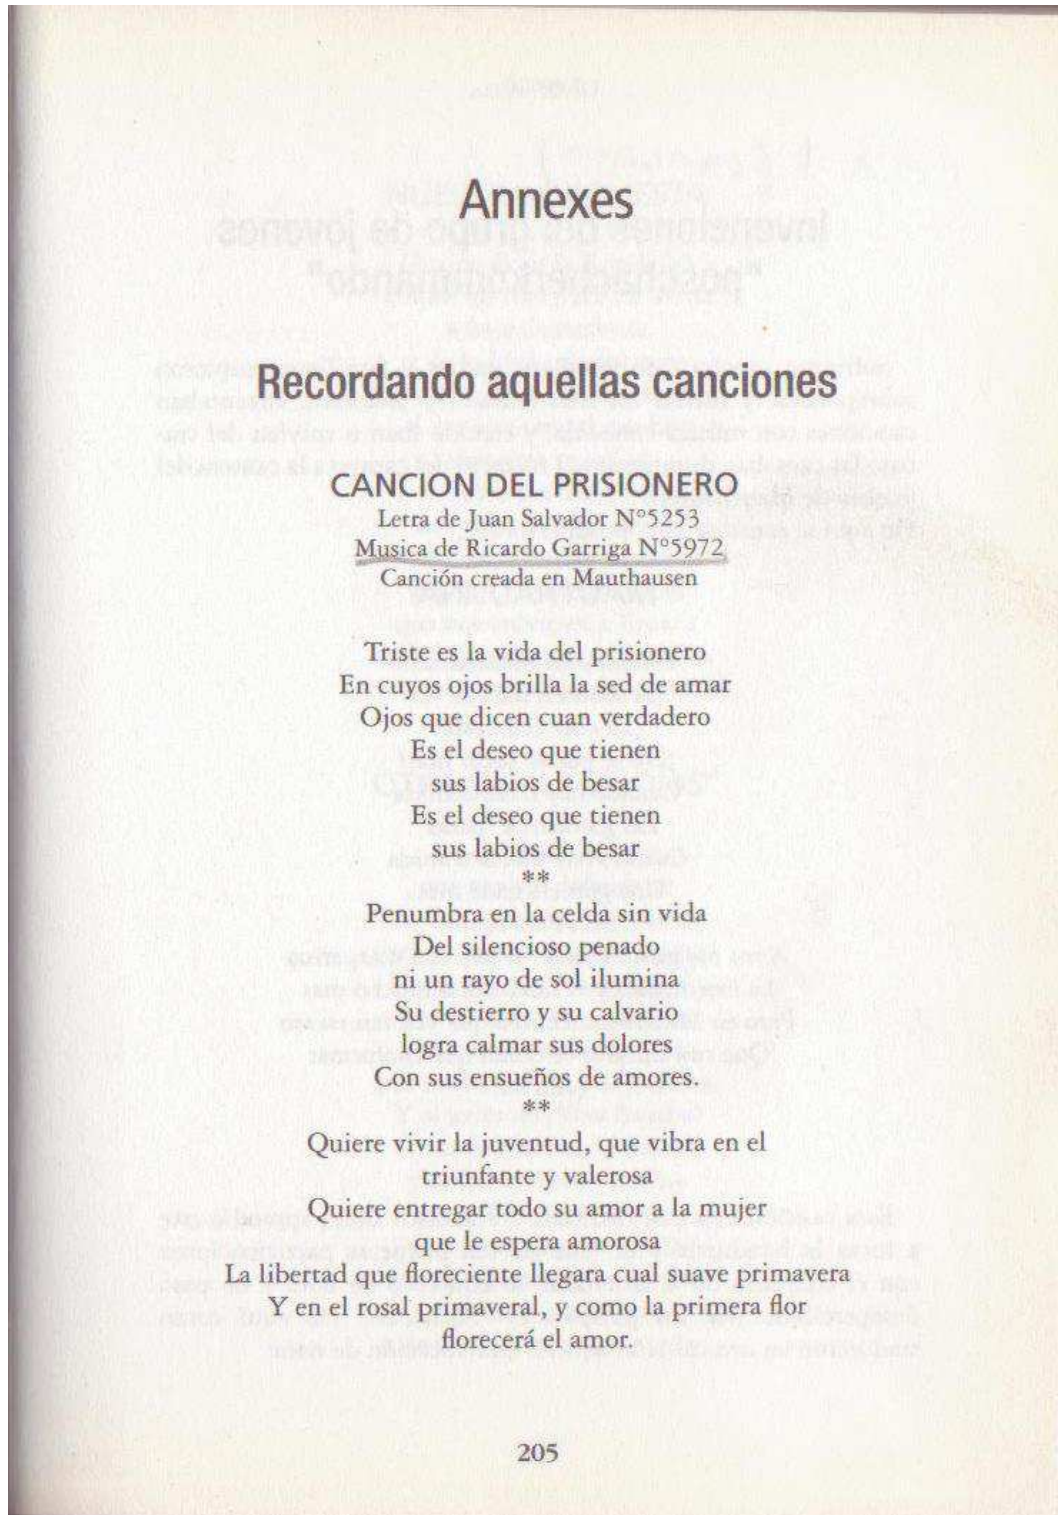 Annexes
Recordando aquellas canciones
CANCION DEL PRISIONERO
Letra de Juan Salvador N°5253
Musica de Ricardo Garriga N°5972
Canción creada en Mauthausen
Triste es la vida del prisionero
En cuyos ojos brilla la sed de amar
Ojos que dicen cuan verdadero
Es el deseo que tienen
sus labios de besar
Es el deseo que tienen
sus labios de besar
**
Penumbra en la celda sin vida
Del silencioso penado
ni un rayo de sol ilumina
Su destierro y su calvario
logra calmar sus dolores
Con sus ensueños de amores.
**
Quiere vivir la juventud, que vibra en el
triunfante y valerosa
Quiere entregar todo su amor a la mujer
que le espera amorosa
La libertad que floreciente llegara cual suave primavera
Y en el rosal primaveral, y como la primera flor
florecerá el amor.
205